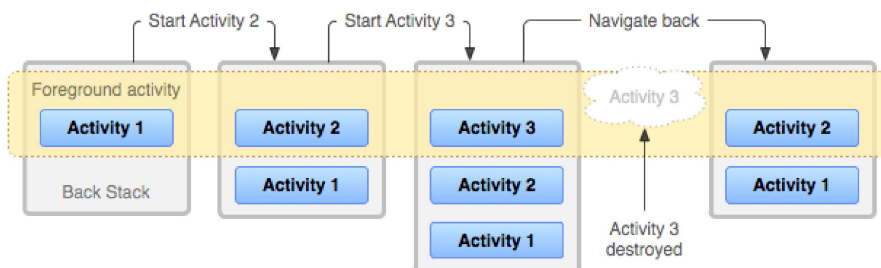 Start Activity 2
Start Activity 3
Navigate back
Foreground activity
Activity 1
Back Stack
Activity 2
Activity 1
Activity 3
Activity 2
Activity 1
Activity 3
Activity 3
destroyed
Activity 2
Activity 1